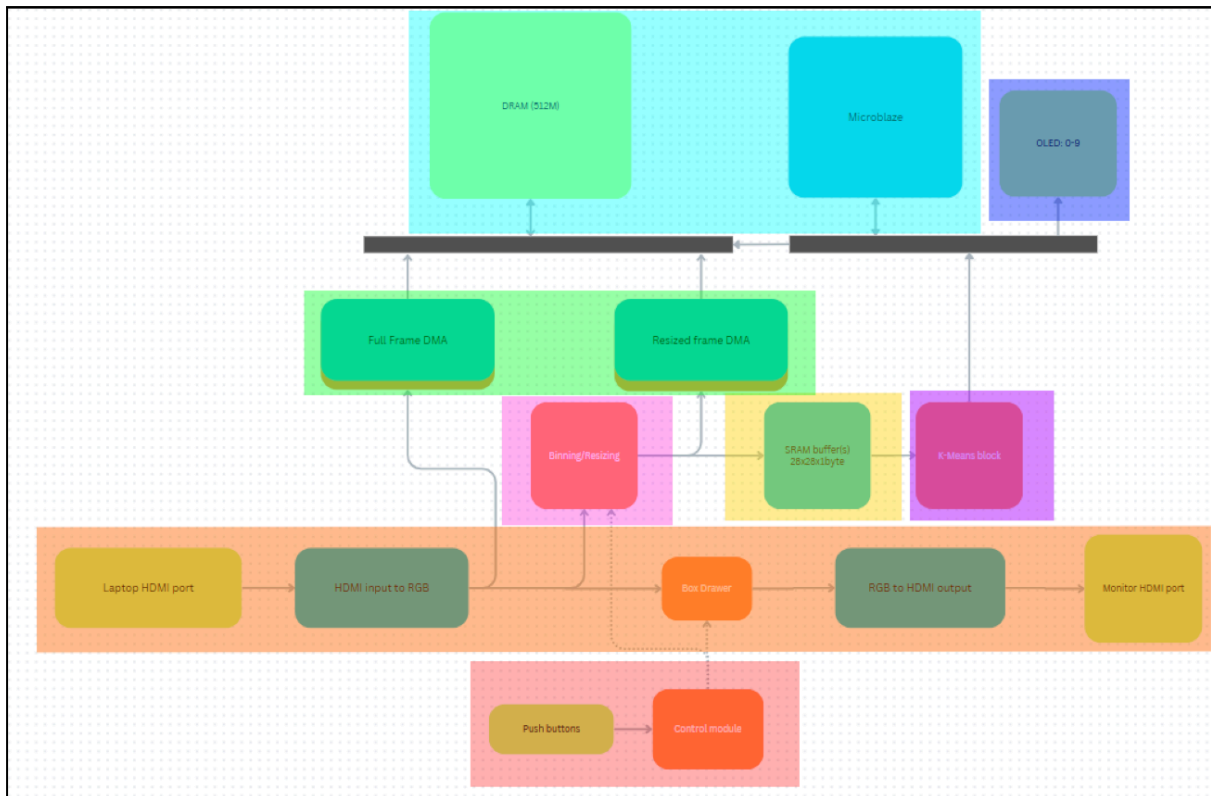 DRAM (512M)
Microblaze
OLED: 0-9
Full Frame DMA
Resized frame DMA
Binning/Resizing
SRAM buffer(s)
28x28x1byte
K-Means block
Laptop HDMI port
HDMI input to RGB
Box Drawer
RGB to HDMI output
Monitor HDMI port
Push buttons
Control module